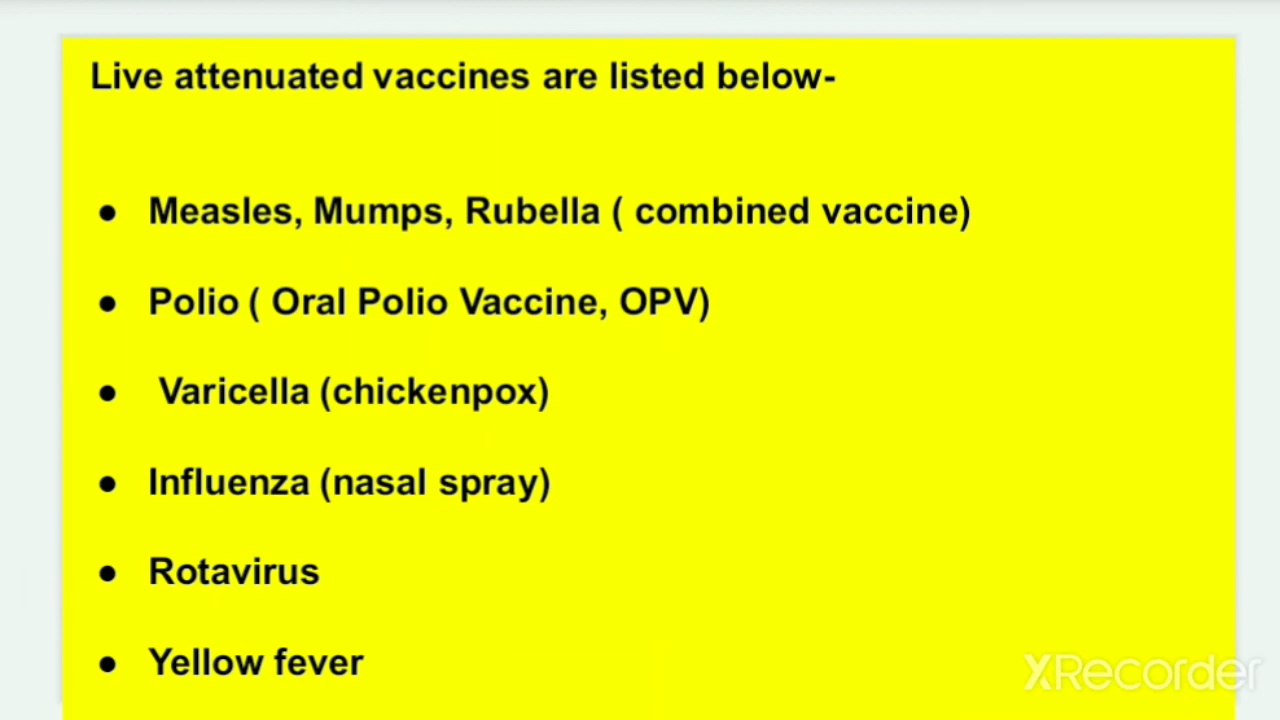 Live attenuated vaccines are listed below-
● Measles, Mumps, Rubella ( combined vaccine)
● Polio ( Oral Polio Vaccine, OPV)
● Varicella (chickenpox)
● Influenza (nasal spray)
● Rotavirus
● Yellow fever
XRecorder